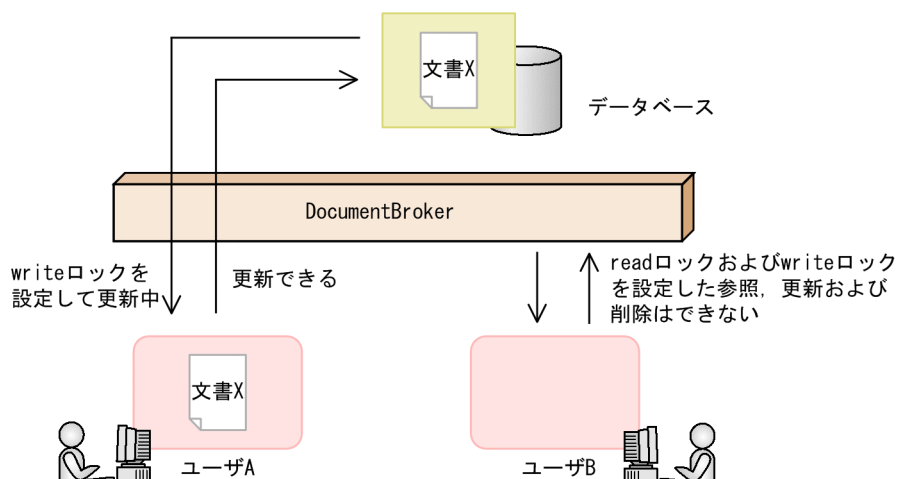 文書X
データベース
DocumentBroker
writeロックを
設定して更新中
更新できる
readロックおよびwriteロック
を設定した参照，更新および
削除はできない
文書X
ユーザA
ユーザB